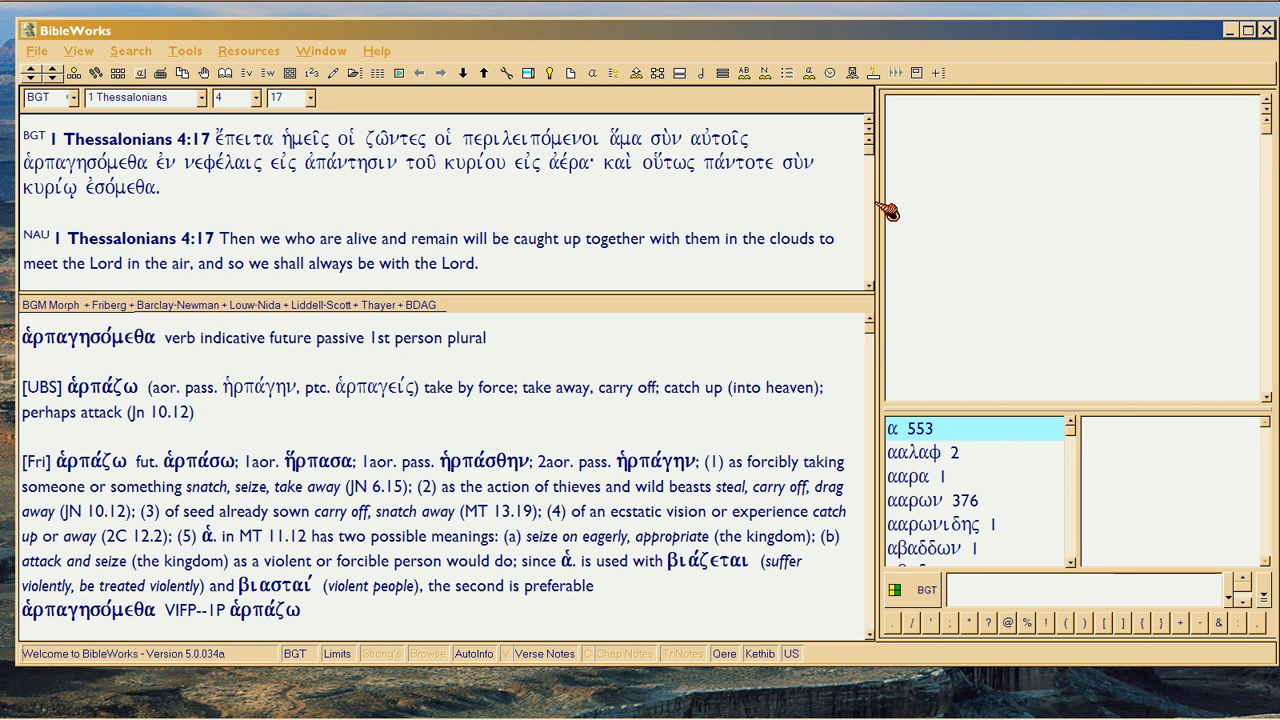 BibleWorks
File View Search Tools Resources Window Help
BGT 1 Thessalonians 4 17
BGT 1 Thessalonians 4:17 ἔπειτα ἡμεῖς οἱ ζῶντες οἱ περιλειπόμενοι ἅμα σὺν αὐτοῖς
ἁρπαγησόμεθα ἐν νεφέλαις εἰς ἀπάντησιν τοῦ κυρίου εἰς ἀέρα· καὶ οὕτως πάντοτε σὺν
κυρίῳ ἐσόμεθα.
NAU 1 Thessalonians 4:17 Then we who are alive and remain will be caught up together with them in the clouds to
meet the Lord in the air, and so we shall always be with the Lord.
BGM Morph + Friberg + Barclay-Newman + Louw-Nida + Liddell-Scott + Thayer + BDAG
ἁρπαγησόμεθα verb indicative future passive 1st person plural
[UBS] ἁρπάζω (aor. pass. ἡρπάγην, ptc. ἁρπαγείς) take by force; take away, carry off; catch up (into heaven);
perhaps attack (Jn 10.12)
[Fri] ἁρπάζω fut. ἁρπάσω; 1aor. ἥρπασα; 1aor. pass. ἡρπάσθην; 2aor. pass. ἡρπάγην; (1) as forcibly taking
someone or something snatch, seize, take away (JN 6.15); (2) as the action of thieves and wild beasts steal, carry off, drag
away (JN 10.12); (3) of seed already sown carry off, snatch away (MT 13.19); (4) of an ecstatic vision or experience catch
up or away (2C 12.2); (5) ἁ. in MT 11.12 has two possible meanings: (a) seize on eagerly, appropriate (the kingdom); (b)
attack and seize (the kingdom) as a violent or forcible person would do; since ἁ. is used with βιάζεται (suffer
violently, be treated violently) and βιασταί (violent people), the second is preferable
ἁρπαγησόμεθα VIFP--1P ἁρπάζω
α 553
ααλαφ 2
ααρα 1
ααρων 376
ααρωνιδης 1
αβαδδων 1
BGT
. / ' ; * ? @ % ! ( ) [ ] { } + - & : ,
Welcome to BibleWorks - Version 5.0.034a BGT Limits Strong's Browse AutoInfo V Verse Notes C Chap Notes Tr Notes Qere Kethib US